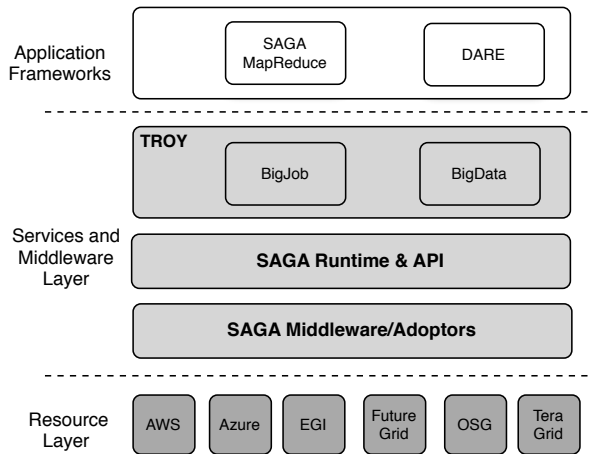 Application
Frameworks
SAGA
MapReduce
DARE
TROY
BigJob
BigData
Services and
Middleware
Layer
SAGA Runtime & API
SAGA Middleware/Adoptors
Resource
Layer
AWS
Azure
EGI
Future
Grid
OSG
Tera
Grid